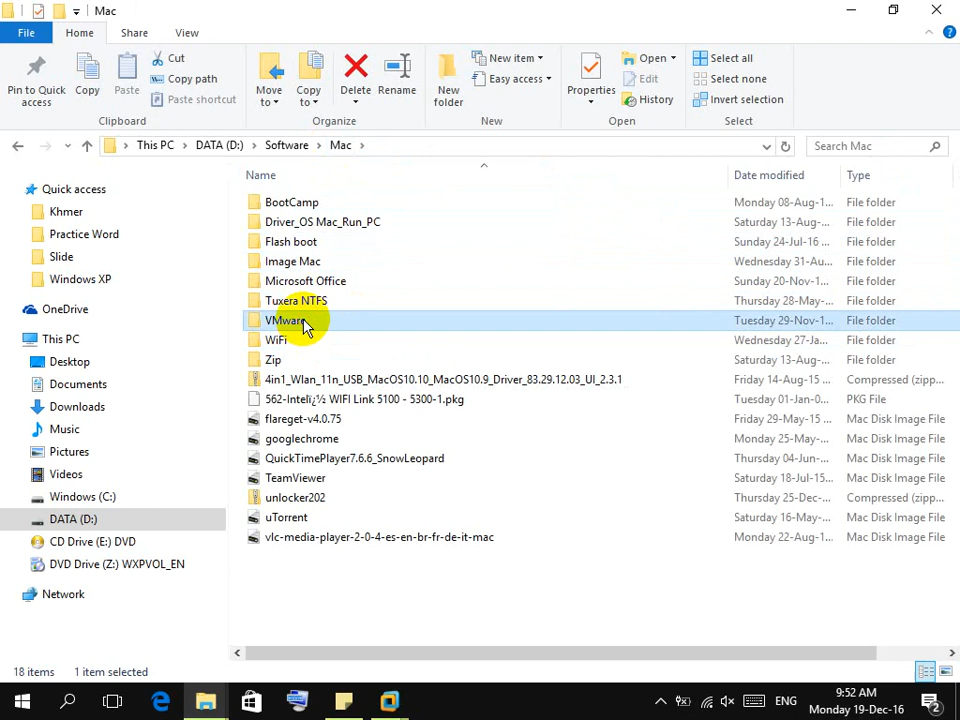 Mac
File
Home
Share
View
Pin to Quick
access
Copy
Paste
Cut
Copy path
Paste shortcut
Clipboard
Move
to
Copy
to
Delete
Rename
Organize
New
folder
New item
Easy access
New
Properties
Open
Edit
History
Open
Select all
Select none
Invert selection
Select
This PC
DATA (D:)
Software
Mac
Search Mac
Quick access
Khmer
Practice Word
Slide
Windows XP
OneDrive
This PC
Desktop
Documents
Downloads
Music
Pictures
Videos
Windows (C:)
DATA (D:)
CD Drive (E:) DVD
DVD Drive (Z:) WXPVOL_EN
Network
Name Date modified Type
BootCamp Monday 08-Aug-1... File folder
Driver_OS Mac_Run_PC Saturday 13-Aug-... File folder
Flash boot Sunday 24-Jul-16 ... File folder
Image Mac Wednesday 31-Au... File folder
Microsoft Office Sunday 20-Nov-1... File folder
Tuxera NTFS Thursday 28-May-... File folder
VMware Tuesday 29-Nov-1... File folder
WiFi Wednesday 27-Ja... File folder
Zip Saturday 13-Aug-... File folder
4in1_Wlan_11n_USB_MacOS10.10_MacOS10.9_Driver_83.29.12.03_UI_2.3.1 Friday 14-Aug-15 ... Compressed (zipp...
562-Intelï¿½ WIFI Link 5100 - 5300-1.pkg Tuesday 01-Jan-0... PKG File
flareget-v4.0.75 Friday 29-May-15 ... Mac Disk Image File
googlechrome Monday 25-May-... Mac Disk Image File
QuickTimePlayer7.6.6_SnowLeopard Thursday 04-Jun-... Mac Disk Image File
TeamViewer Saturday 18-Jul-15... Mac Disk Image File
unlocker202 Thursday 25-Dec-... Compressed (zipp...
uTorrent Saturday 16-May-... Mac Disk Image File
vlc-media-player-2-0-4-es-en-br-fr-de-it-mac Monday 22-Aug-1... Mac Disk Image File
18 items 1 item selected
ENG
9:52 AM
Monday 19-Dec-16
2